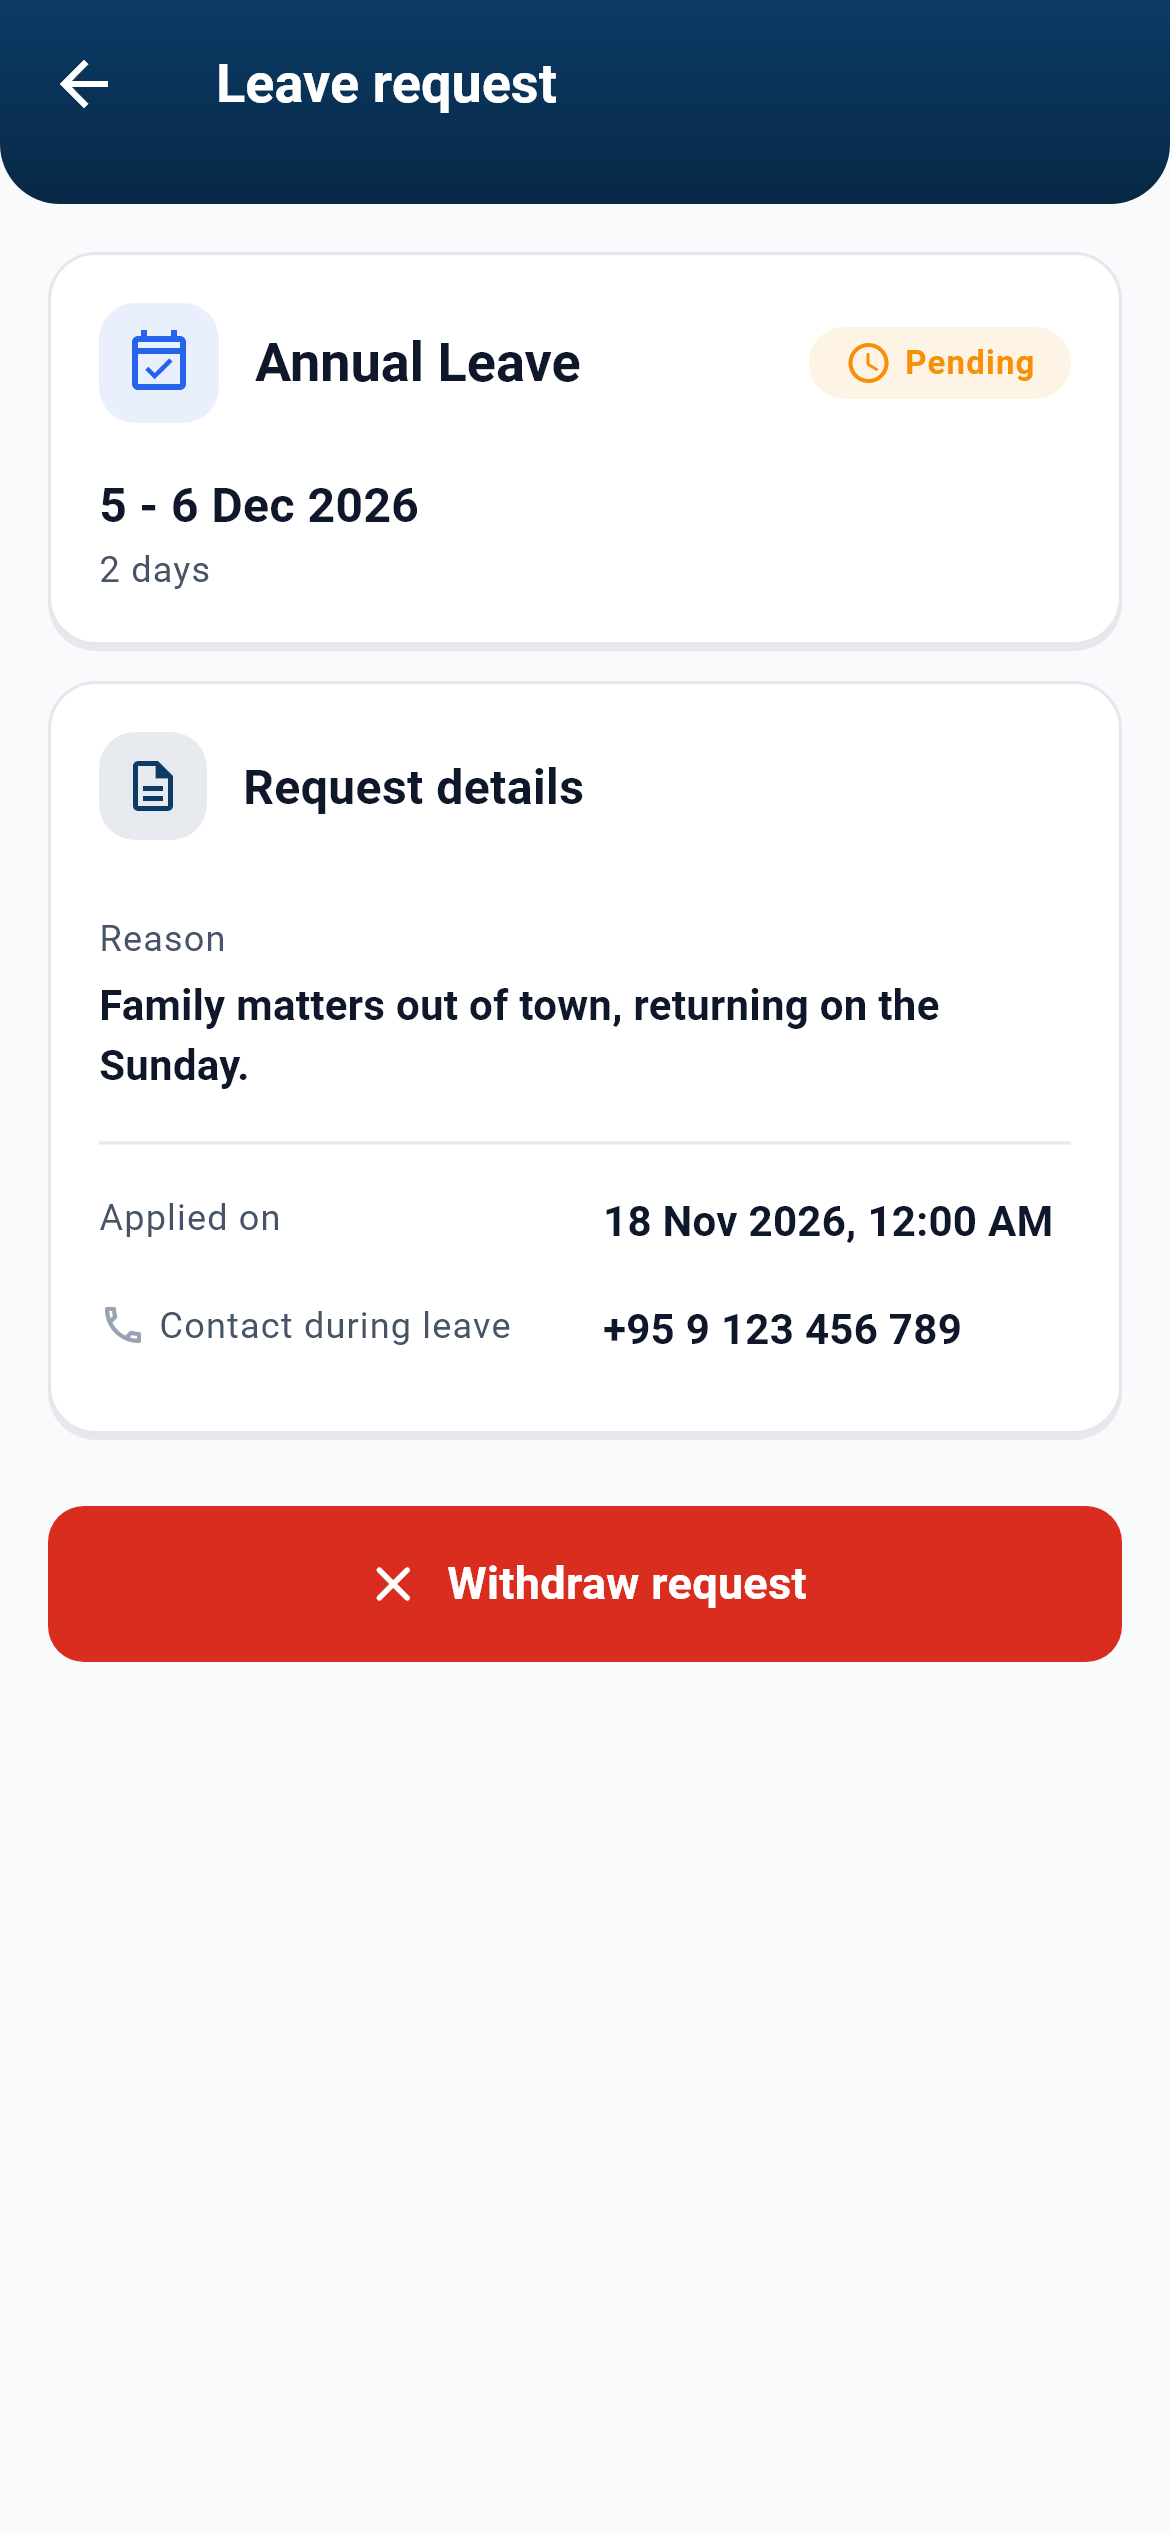 Leave request
Annual Leave
Pending
5 - 6 Dec 2026
2 days
Request details
Reason
Family matters out of town, returning on the
Sunday.
Applied on
18 Nov 2026, 12:00 AM
Contact during leave
+95 9 123 456 789
Withdraw request